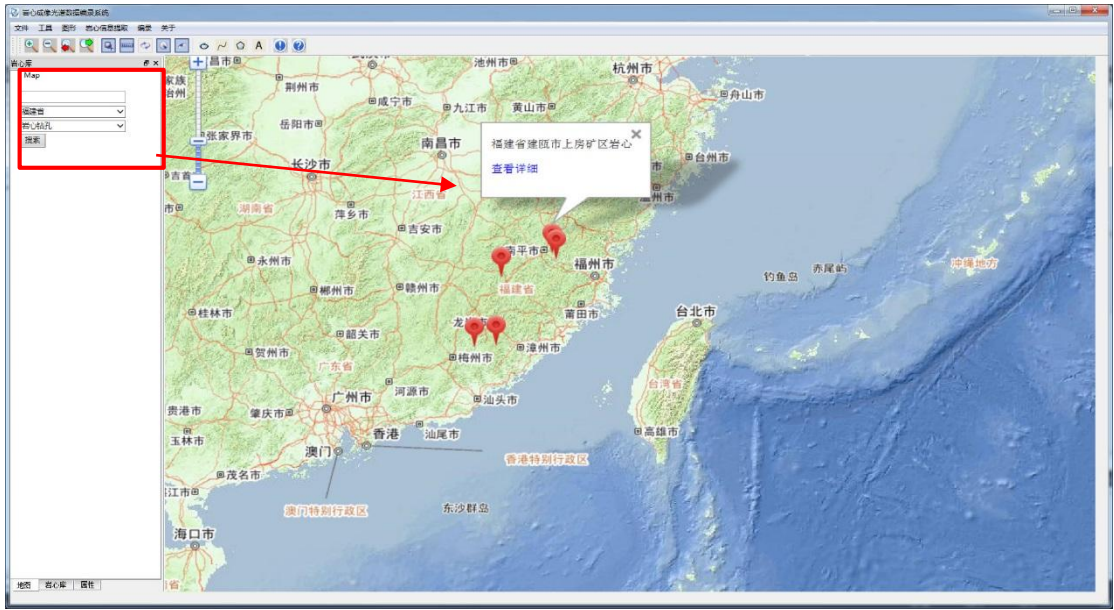 岩心成像光谱数据编录系统
文件 工具 图形 岩心信息提取 编录 关于
A
岩心库
Map
福建省
岩心钻孔
搜索
地图 岩心库 属性
昌市
池州市
杭州市
荆州市
舟山市
咸宁市
九江市
黄山市
岳阳市
张家界市
南昌市
福建省建瓯市上房矿区岩心
查看详细
台州市
长沙市
吉首
江西省
湖南省
萍乡市
吉安市
南平市
永州市
福州市
赤尾屿
冲绳地方
钓鱼岛
郴州市
赣州市
福建省
桂林市
莆田市
台北市
韶关市
贺州市
梅州市
漳州市
广东省
台湾省
河源市
广州市
汕头市
贵港市
肇庆市
玉林市
香港
汕尾市
高雄市
澳门
香港特别行政区
茂名市
江市
澳门特别行政区
东沙群岛
海口市
省